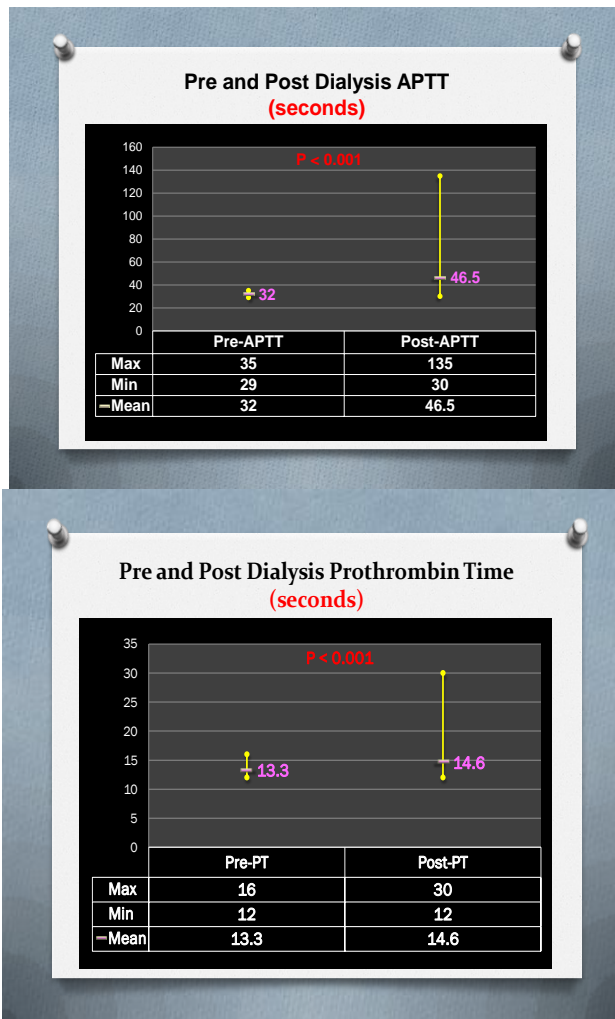 Pre and Post Dialysis APTT
(seconds)
160
P < 0.001
140
120
100
80
60
46.5
40
32
20
0
Pre-APTT Post-APTT
Max 35 135
Min 29 30
Mean 32 46.5
Pre and Post Dialysis Prothrombin Time
(seconds)
35
P < 0.001
30
25
20
15
14.6
13.3
10
5
0
Pre-PT Post-PT
Max 16 30
Min 12 12
Mean 13.3 14.6